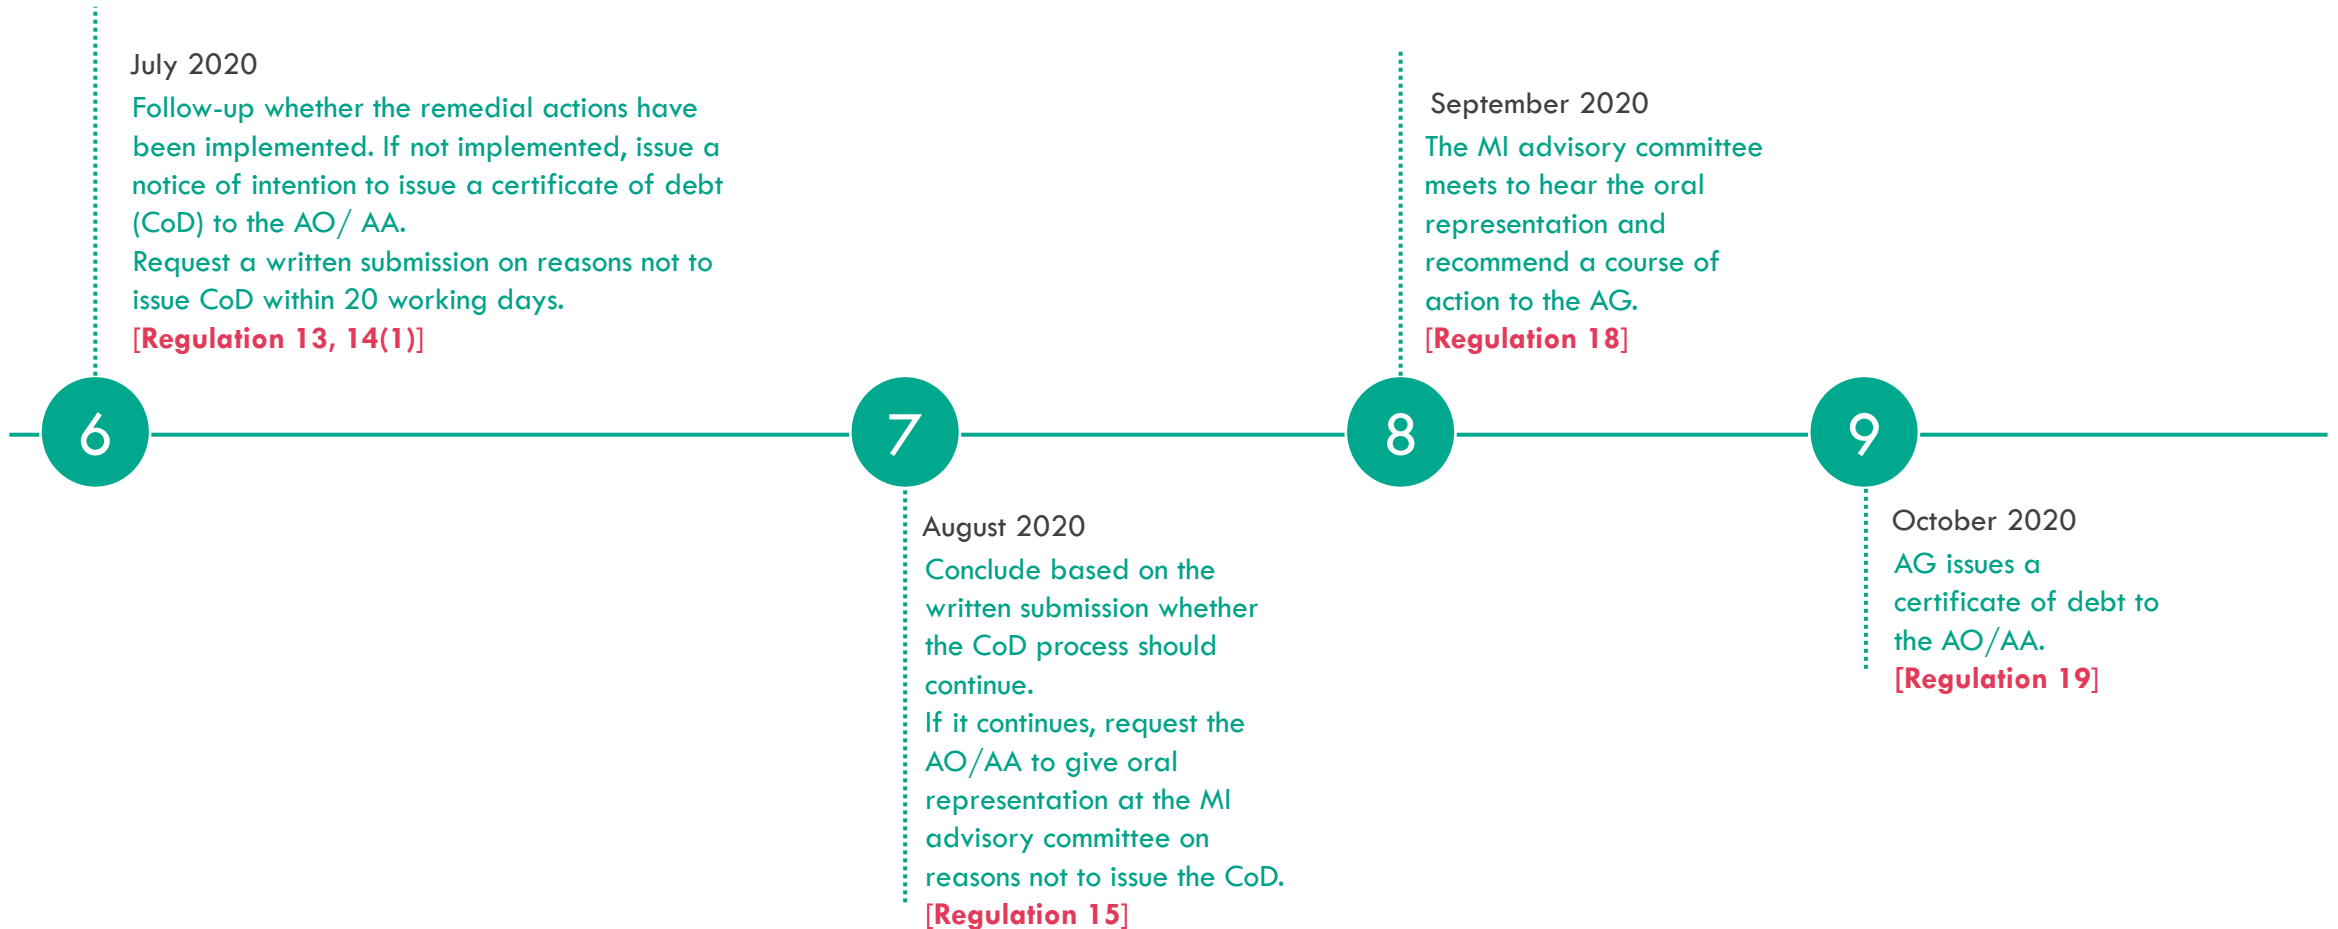 July 2020
Follow-up whether the remedial actions have
been implemented. If not implemented, issue a
notice of intention to issue a certificate of debt
(CoD) to the AO/ AA.
Request a written submission on reasons not to
issue CoD within 20 working days.
[Regulation 13, 14(1)]
6
7
August 2020
Conclude based on the
written submission whether
the CoD process should
continue.
If it continues, request the
AO/AA to give oral
representation at the MI
advisory committee on
reasons not to issue the CoD.
[Regulation 15]
September 2020
The MI advisory committee
meets to hear the oral
representation and
recommend a course of
action to the AG.
[Regulation 18]
8
9
October 2020
AG issues a
certificate of debt to
the AO/AA.
[Regulation 19]